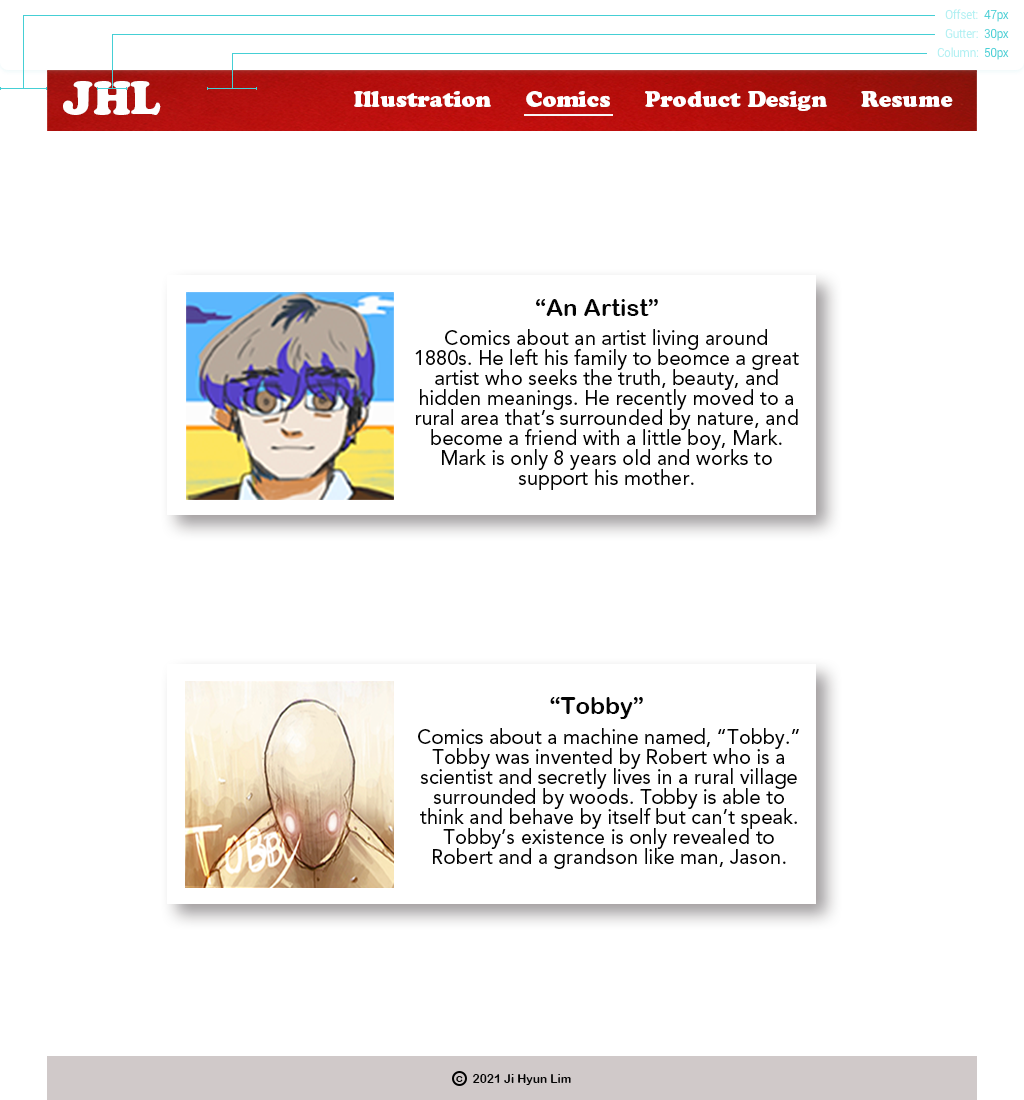 Offset: 47px
Gutter: 30px
Column: 50px
JHL Illustration Comics Product Design Resume
“An Artist”
Comics about an artist living around
1880s. He left his family to beomce a great
artist who seeks the truth, beauty, and
hidden meanings. He recently moved to a
rural area that’s surrounded by nature, and
become a friend with a little boy, Mark.
Mark is only 8 years old and works to
support his mother.
TOBBY
“Tobby”
Comics about a machine named, “Tobby.”
Tobby was invented by Robert who is a
scientist and secretly lives in a rural village
surrounded by woods. Tobby is able to
think and behave by itself but can’t speak.
Tobby’s existence is only revealed to
Robert and a grandson like man, Jason.
© 2021 Ji Hyun Lim